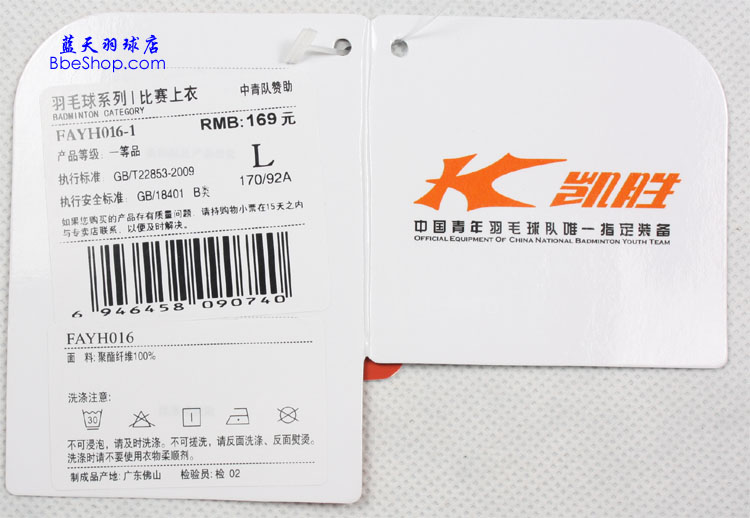 蓝天羽球店
BbeShop.com
羽毛球系列|比赛上衣 中青队赞助
BADMINTON CATEGORY
FAYH016-1 RMB: 169 元
产品等级: 一等品
执行标准 GB/T22853-2009 L
执行安全标准 GB/18401 B类 170/92A
如果您购买的产品存有质量问题, 请持购物小票在15天之内
与专卖店联系, 以便及时解决。
6 946458 090740
FAYH016
面 料: 聚酯纤维100%
洗涤注意:
30
不可浸泡, 请及时洗涤。不可搓洗, 请反面洗涤、反面熨烫。
洗涤时请不要使用衣物柔顺剂。
制成品产地: 广东佛山 检验员: 检 02
凯胜
中国青年羽毛球队唯一指定装备
OFFICIAL EQUIPMENT OF CHINA NATIONAL BADMINTON YOUTH TEAM